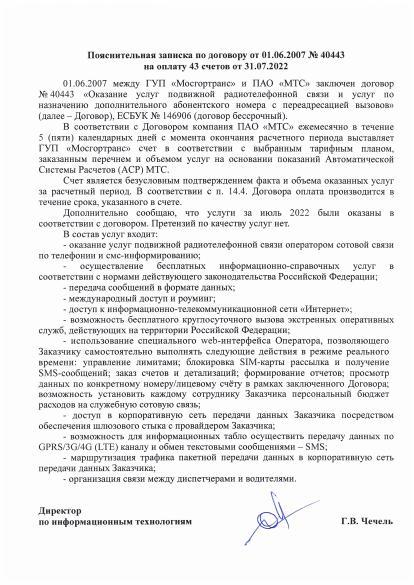 Пояснительная записка по договору от 01.06.2007 № 40443
на оплату 43 счетов от 31.07.2022
01.06.2007 между ГУП «Мосгортранс» и ПАО «МТС» заключен договор
№ 40443 «Оказание услуг подвижной радиотелефонной связи и услуг по
назначению дополнительного абонентского номера с переадресацией вызовов»
(далее – Договор), ЕСБУК № 146906 (договор бессрочный).
В соответствии с Договором компания ПАО «МТС» ежемесячно в течение
5 (пяти) календарных дней с момента окончания расчетного периода выставляет
ГУП «Мосгортранс» счет в соответствии с выбранным тарифным планом,
заказанным перечнем и объемом услуг на основании показаний Автоматической
Системы Расчетов (АСР) МТС.
Счет является безусловным подтверждением факта и объема оказанных услуг
за расчетный период. В соответствии с п. 14.4. Договора оплата производится в
течение срока, указанного в счете.
Дополнительно сообщаю, что услуги за июль 2022 были оказаны в
соответствии с договором. Претензий по качеству услуг нет.
В состав услуг входит:
- оказание услуг подвижной радиотелефонной связи оператором сотовой связи
по телефонии и смс-информированию;
- осуществление бесплатных информационно-справочных услуг в
соответствии с нормами действующего законодательства Российской Федерации;
- передача сообщений в формате данных;
- международный доступ и роуминг;
- доступ к информационно-телекоммуникационной сети «Интернет»;
- возможность бесплатного круглосуточного вызова экстренных оперативных
служб, действующих на территории Российской Федерации;
- использование специального web-интерфейса Оператора, позволяющего
Заказчику самостоятельно выполнять следующие действия в режиме реального
времени: управление лимитами; блокировка SIM-карты рассылка и получение
SMS-сообщений; заказ счетов и детализаций; формирование отчетов; просмотр
данных по конкретному номеру/лицевому счёту в рамках заключенного Договора;
возможность установить каждому сотруднику Заказчика персональный бюджет
расходов на служебную сотовую связь;
- доступ в корпоративную сеть передачи данных Заказчика посредством
обеспечения шлюзового стыка с провайдером Заказчика;
- возможность для информационных табло осуществить передачу данных по
GPRS/3G/4G (LTE) каналу и обмен текстовыми сообщениями – SMS;
- маршрутизация трафика пакетной передачи данных в корпоративную сеть
передачи данных Заказчика;
- организация связи между диспетчерами и водителями.
Директор
по информационным технологиям Г.В. Чечель